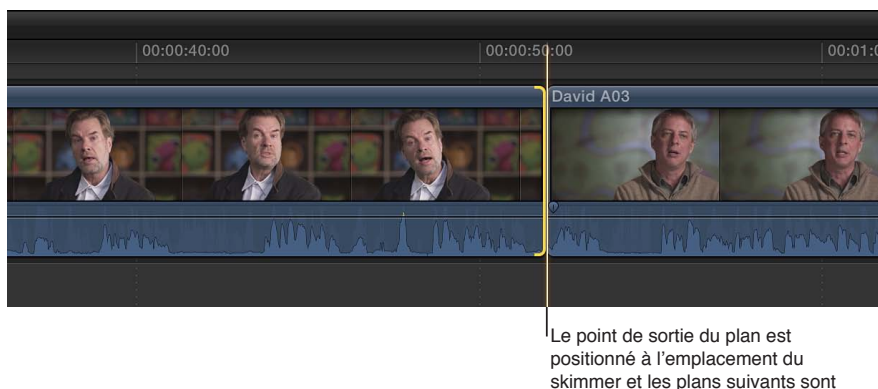 00:00:40:00 00:00:50:00 00:01:0
David A03
Le point de sortie du plan est
positionné à l'emplacement du
skimmer et les plans suivants sont